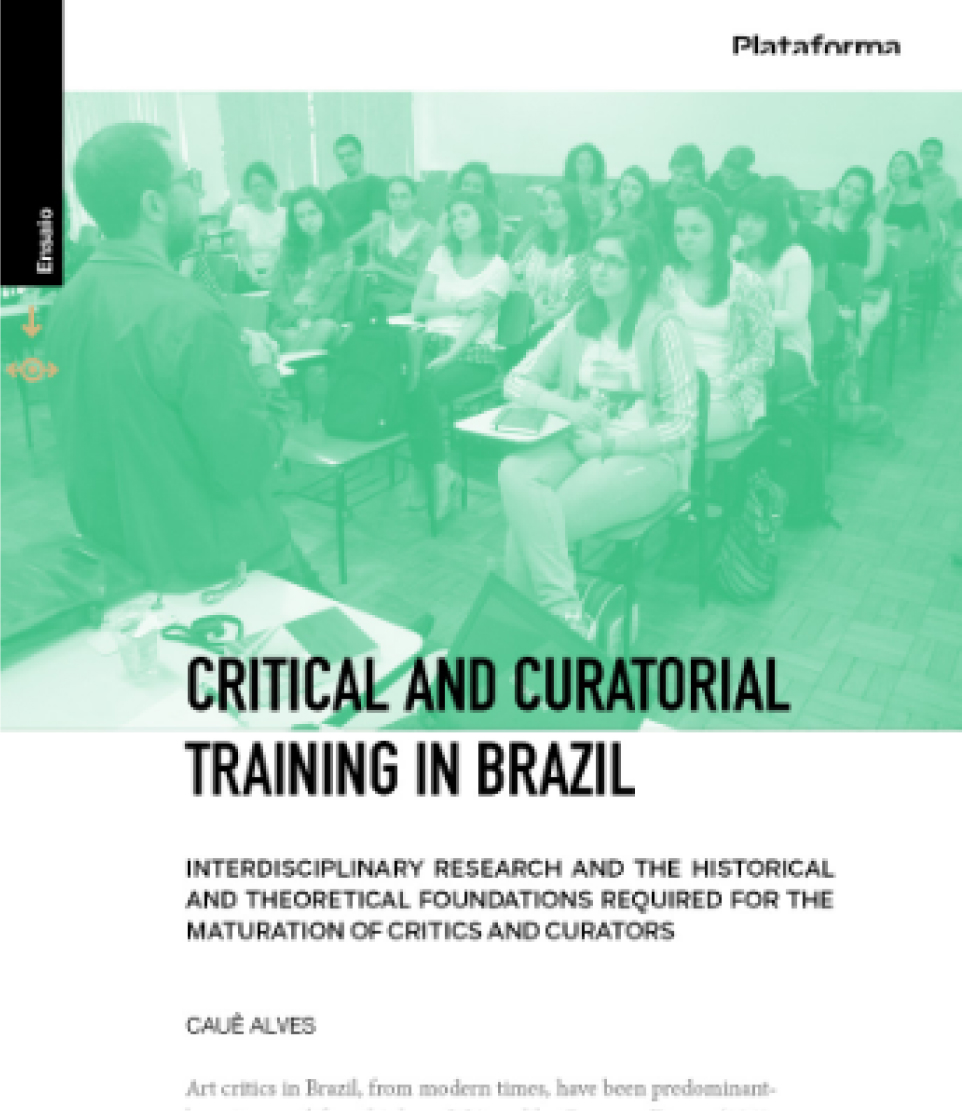 Plataforma
Ensaio
CRITICAL AND CURATORIAL
TRAINING IN BRAZIL
INTERDISCIPLINARY RESEARCH AND THE HISTORICAL
AND THEORETICAL FOUNDATIONS REQUIRED FOR THE
MATURATION OF CRITICS AND CURATORS
CAUÊ ALVES
Art critics in Brazil, from modern times, have been predominant-